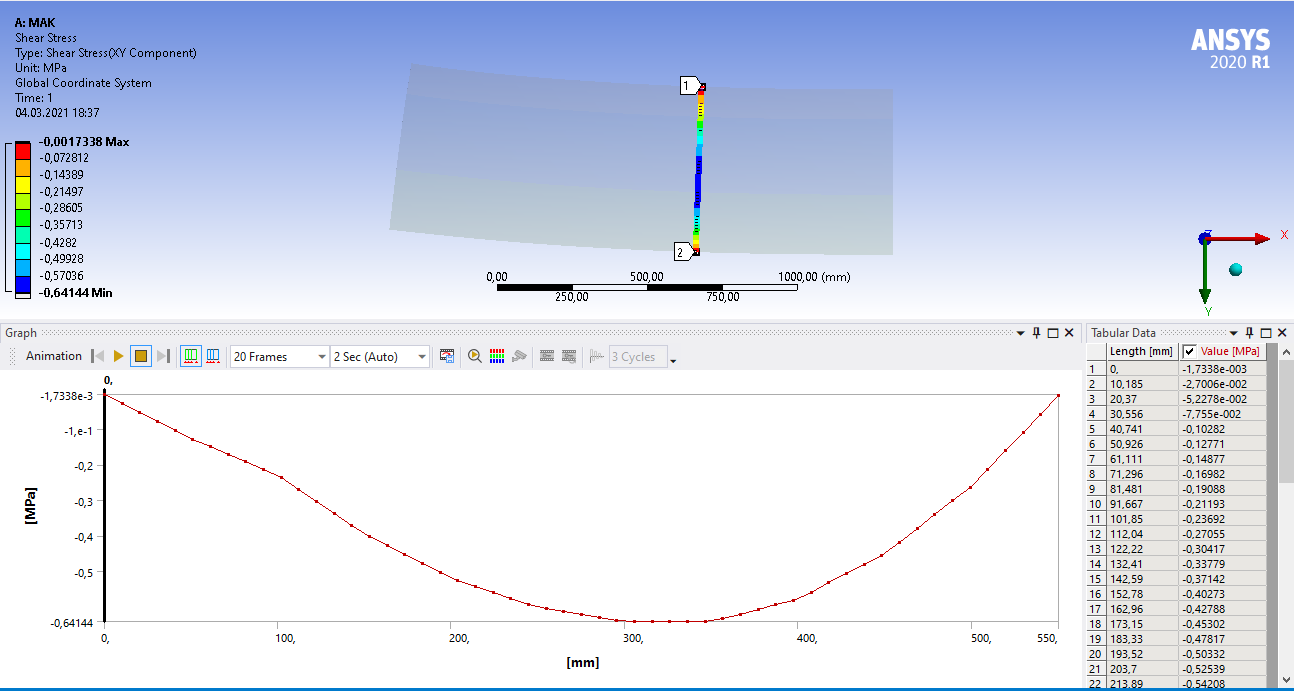 A: MAK
Shear Stress
Type: Shear Stress(XY Component)
Unit: MPa
Global Coordinate System
Time: 1
04.03.2021 18:37
-0,0017338 Max
-0,072812
-0,14389
-0,21497
-0,28605
-0,35713
-0,4282
-0,49928
-0,57036
-0,64144 Min
ANSYS
2020 R1
1
2
0,00 500,00 1000,00 (mm)
250,00 750,00
Z
X
Y
Graph
Animation 20 Frames 2 Sec (Auto) 3 Cycles
0,
-1,7338e-3
-1,e-1
-0,2
-0,3
-0,4
-0,5
-0,64144
[MPa]
0, 100, 200, 300, 400, 500, 550,
[mm]
Tabular Data
Length [mm] Value [MPa]
1 0, -1,7338e-003
2 10,185 -2,7006e-002
3 20,37 -5,2278e-002
4 30,556 -7,755e-002
5 40,741 -0,10282
6 50,926 -0,12771
7 61,111 -0,14877
8 71,296 -0,16982
9 81,481 -0,19088
10 91,667 -0,21193
11 101,85 -0,23692
12 112,04 -0,27055
13 122,22 -0,30417
14 132,41 -0,33779
15 142,59 -0,37142
16 152,78 -0,40273
17 162,96 -0,42788
18 173,15 -0,45302
19 183,33 -0,47817
20 193,52 -0,50332
21 203,7 -0,52539
22 213,89 -0,54208